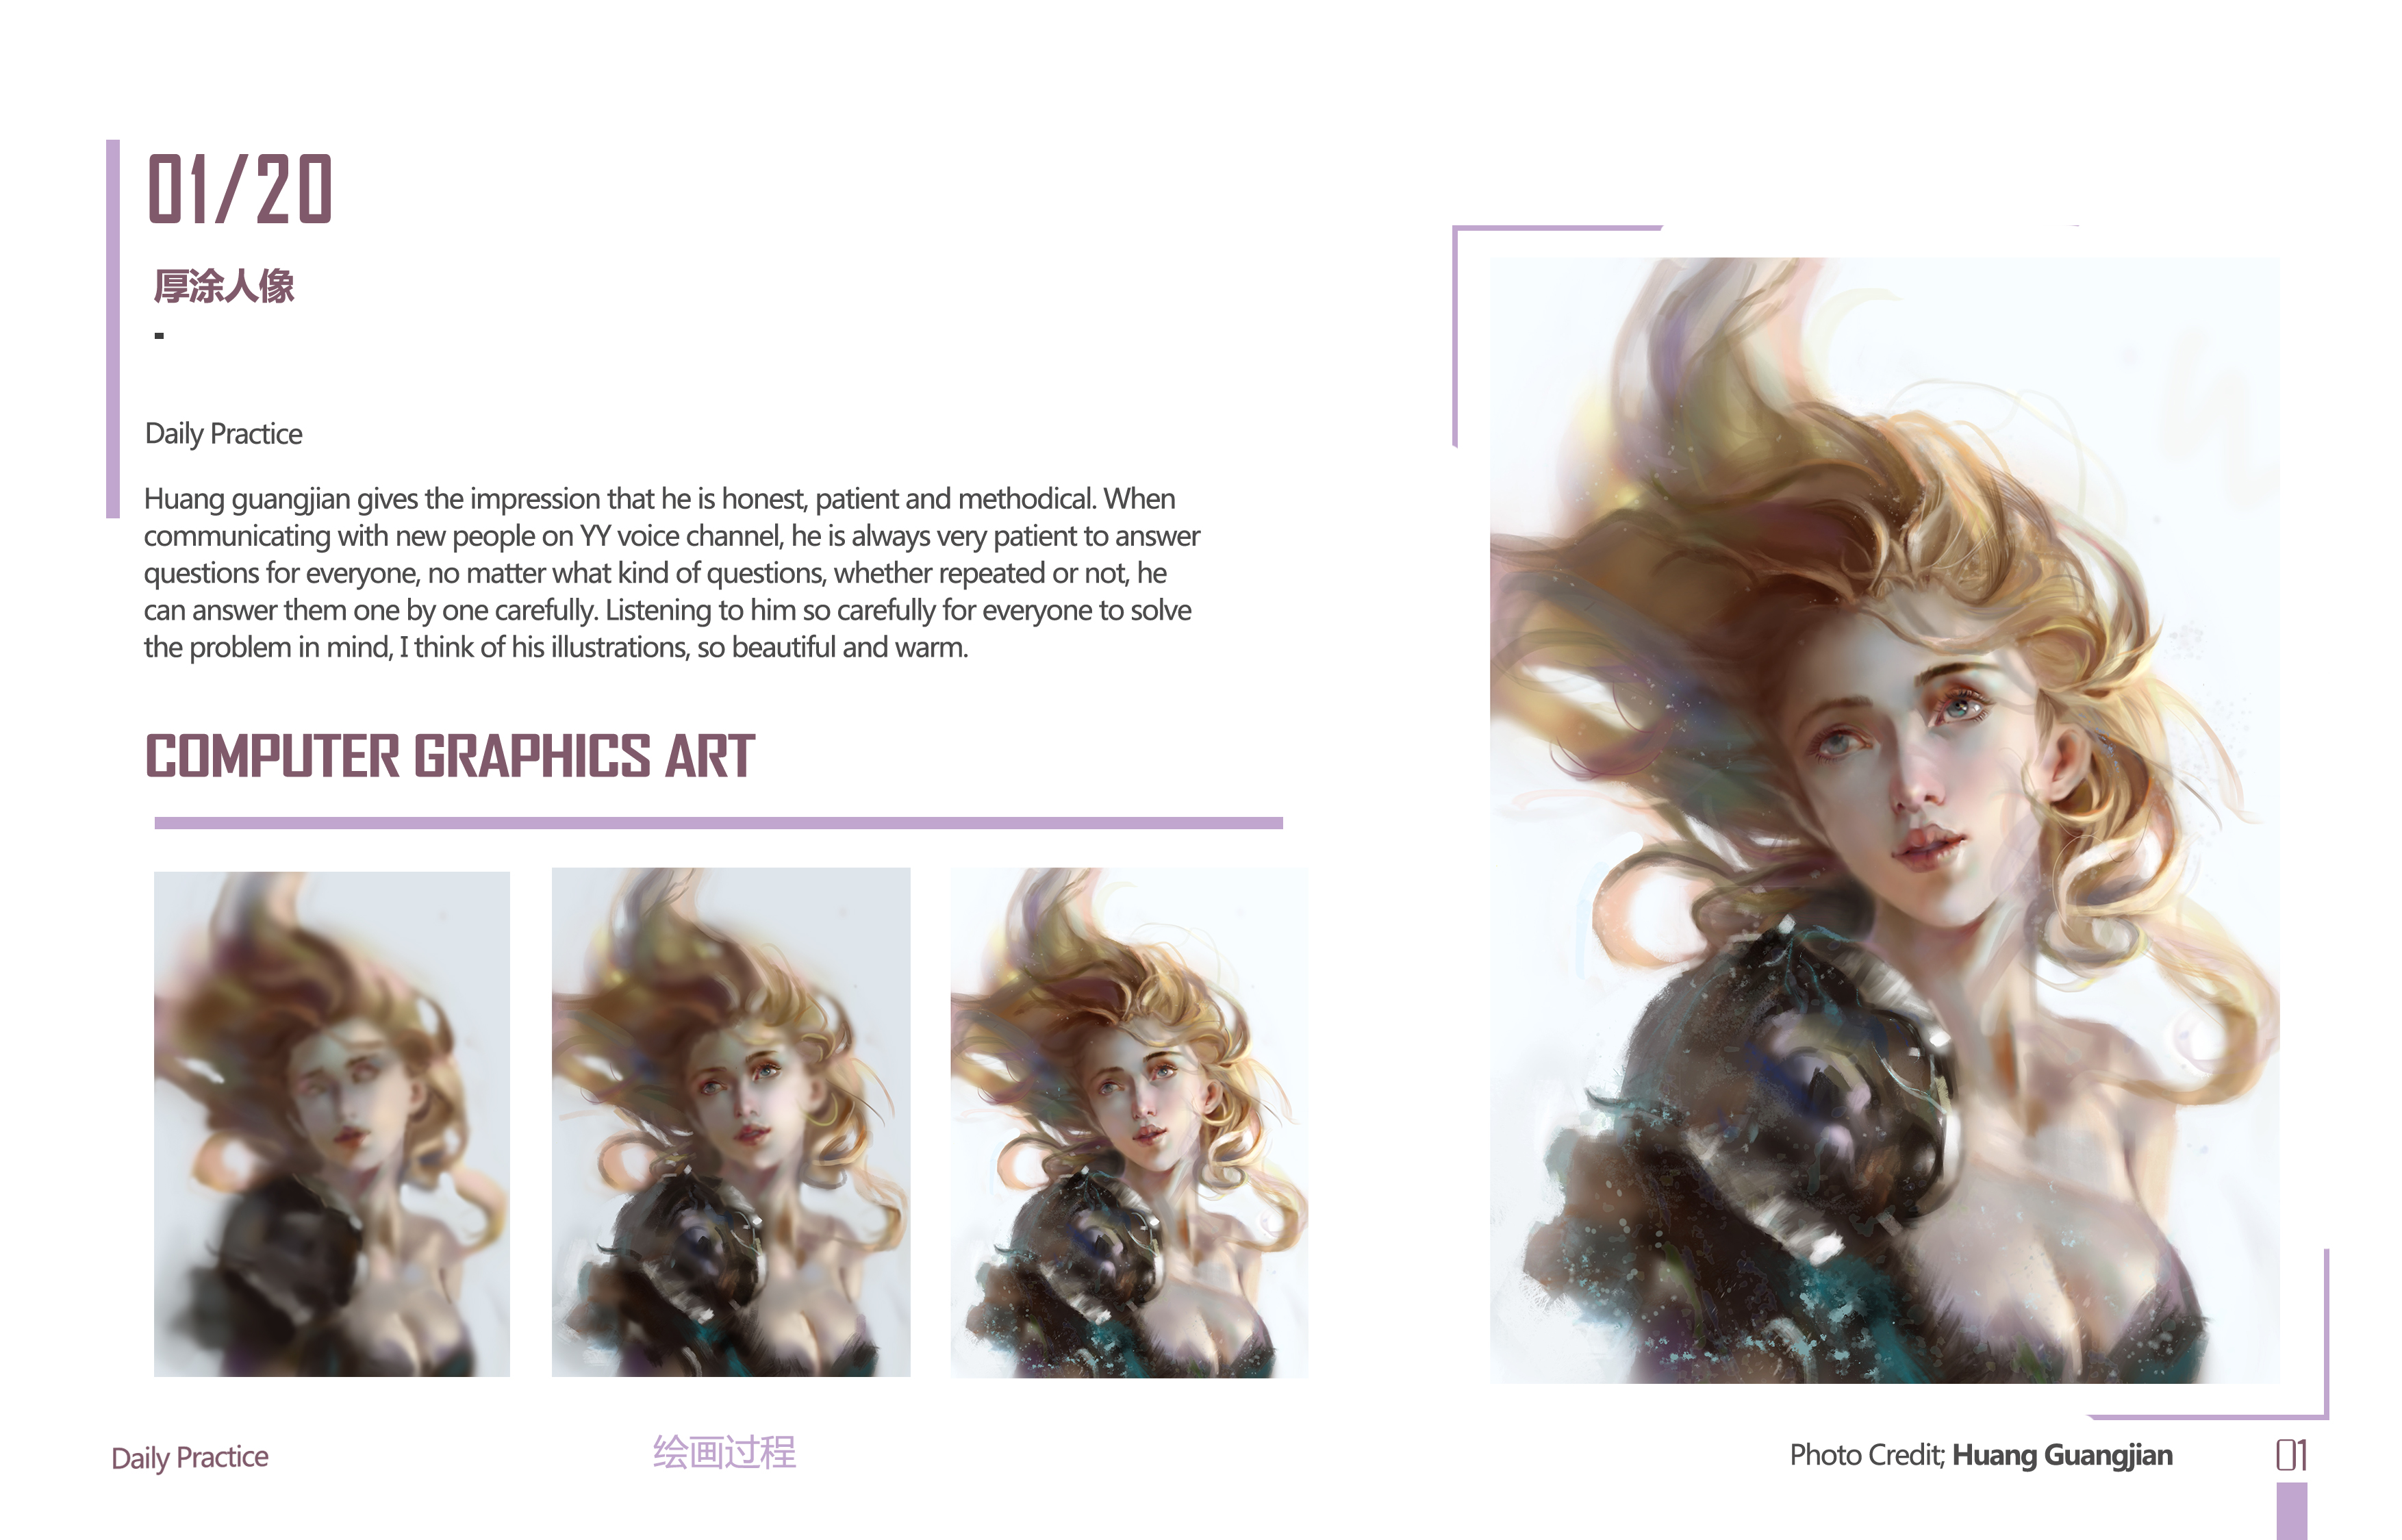 01/20
厚涂人像
-
Daily Practice
Huang guangjian gives the impression that he is honest, patient and methodical. When
communicating with new people on YY voice channel, he is always very patient to answer
questions for everyone, no matter what kind of questions, whether repeated or not, he
can answer them one by one carefully. Listening to him so carefully for everyone to solve
the problem in mind, I think of his illustrations, so beautiful and warm.
COMPUTER GRAPHICS ART
Daily Practice
绘画过程
Photo Credit; Huang Guangjian
01